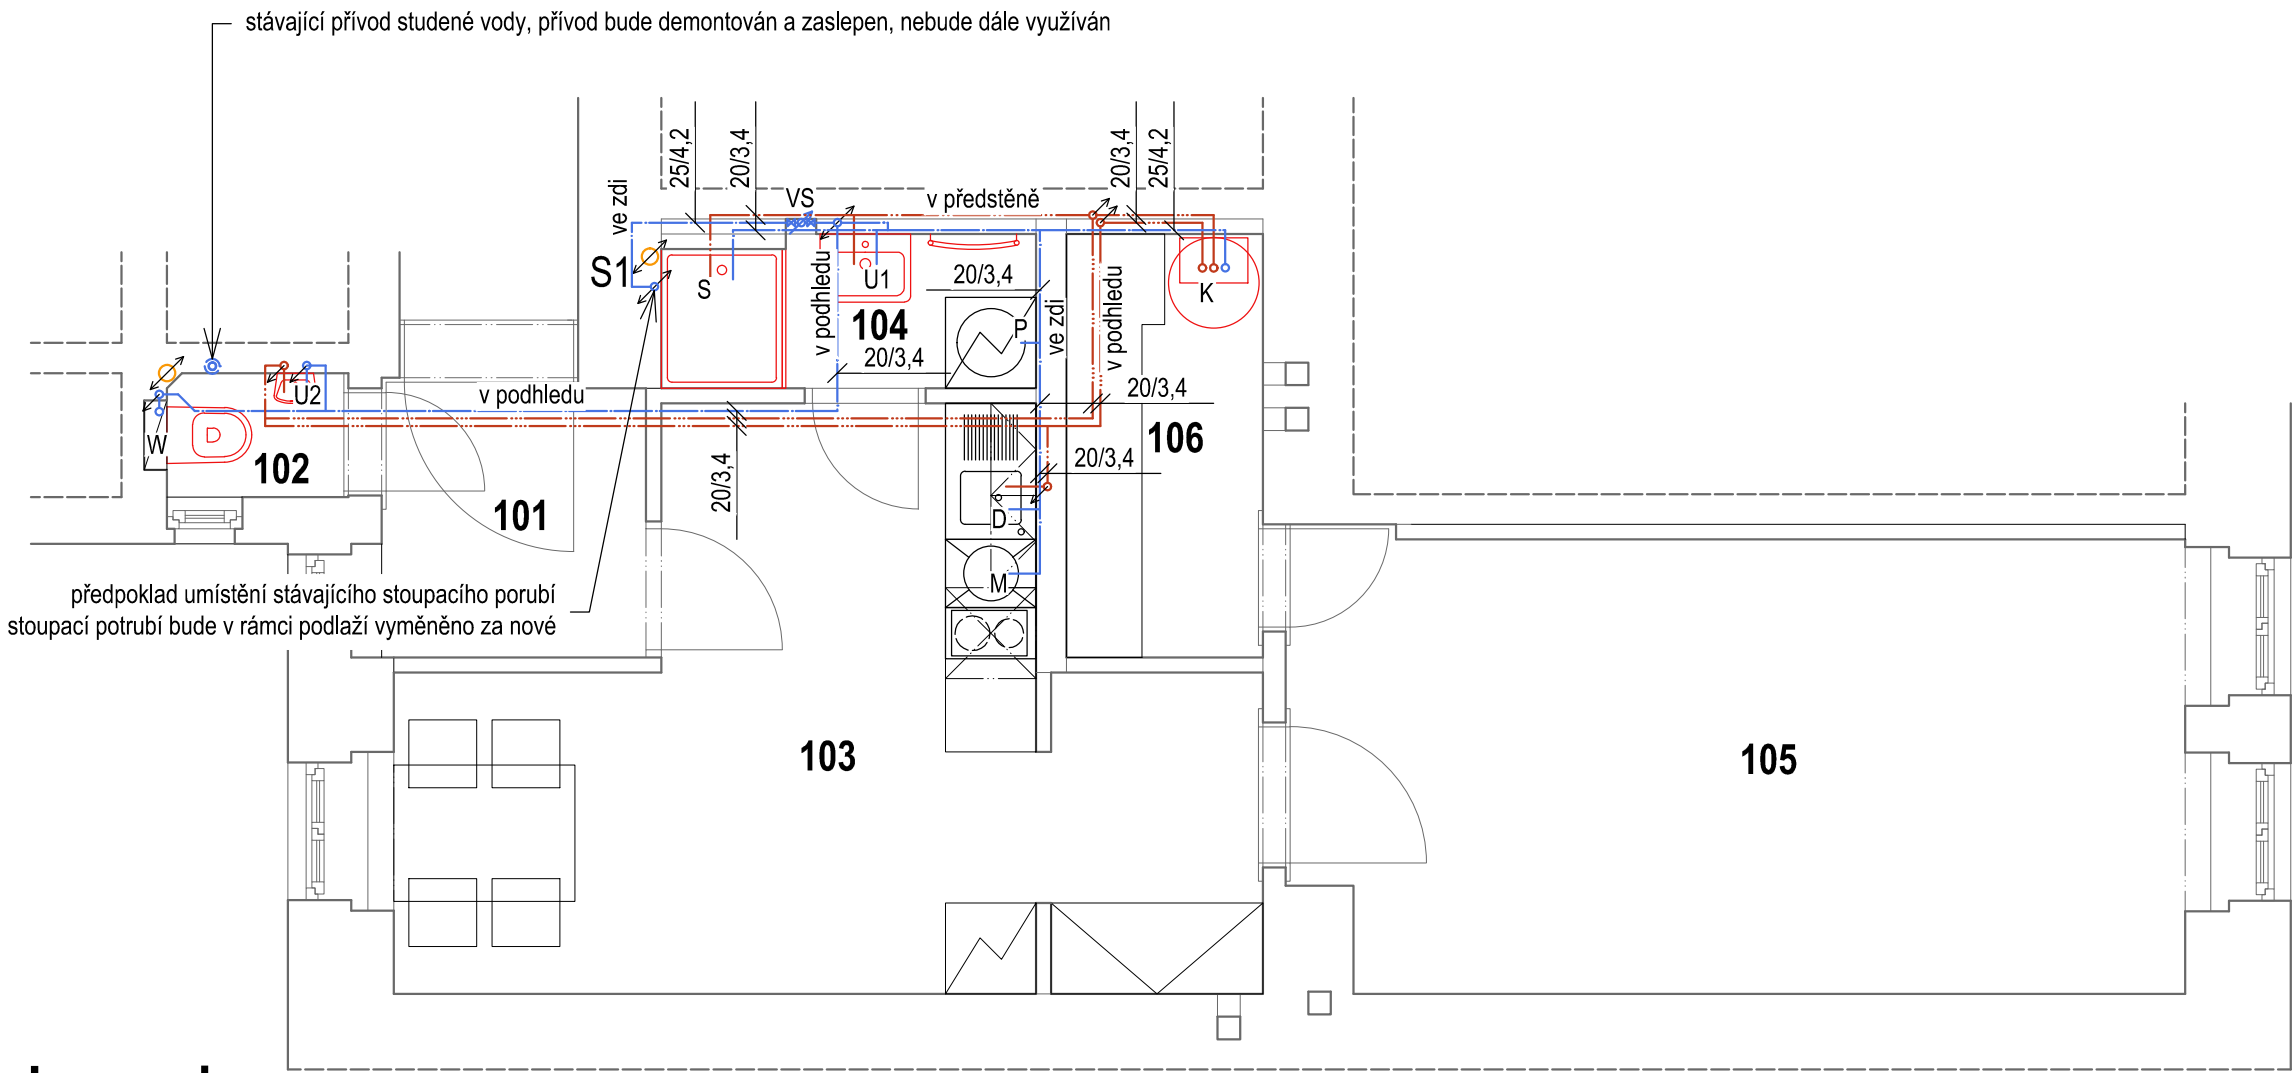 stávající přívod studené vody, přívod bude demontován a zaslepen, nebude dále využíván
25/4,2
20/3,4
20/3,4
25/4,2
ve zdi
VS
v předstěně
S1
S
v podhledu
U1
20/3,4
104
P
ve zdi
v podhledu
K
20/3,4
20/3,4
v podhledu
U2
W
102
106
20/3,4
20/3,4
101
D
M
předpoklad umístění stávajícího stoupacího porubí
stoupací potrubí bude v rámci podlaží vyměněno za nové
103
105